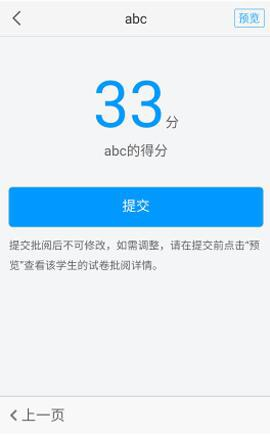 abc
预览
33分
abc的得分
提交
提交批阅后不可修改，如需调整，请在提交前点击“预
览”查看该学生的试卷批阅详情。
上一页